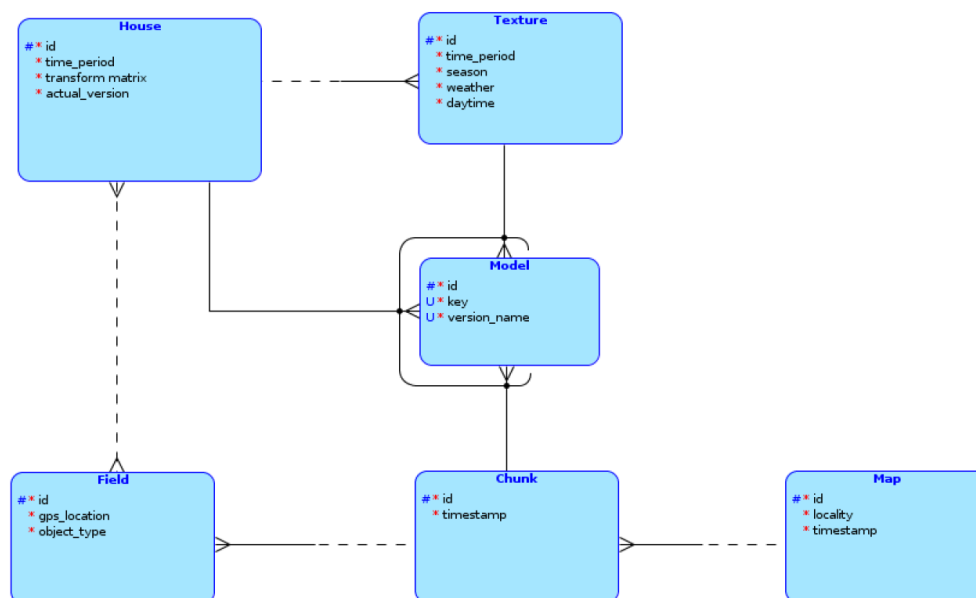 House
# * id
* time_period
* transform matrix
* actual_version
Texture
# * id
* time_period
* season
* weather
* daytime
Model
# * id
U * key
U * version_name
Field
# * id
* gps_location
* object_type
Chunk
# * id
* timestamp
Map
# * id
* locality
* timestamp